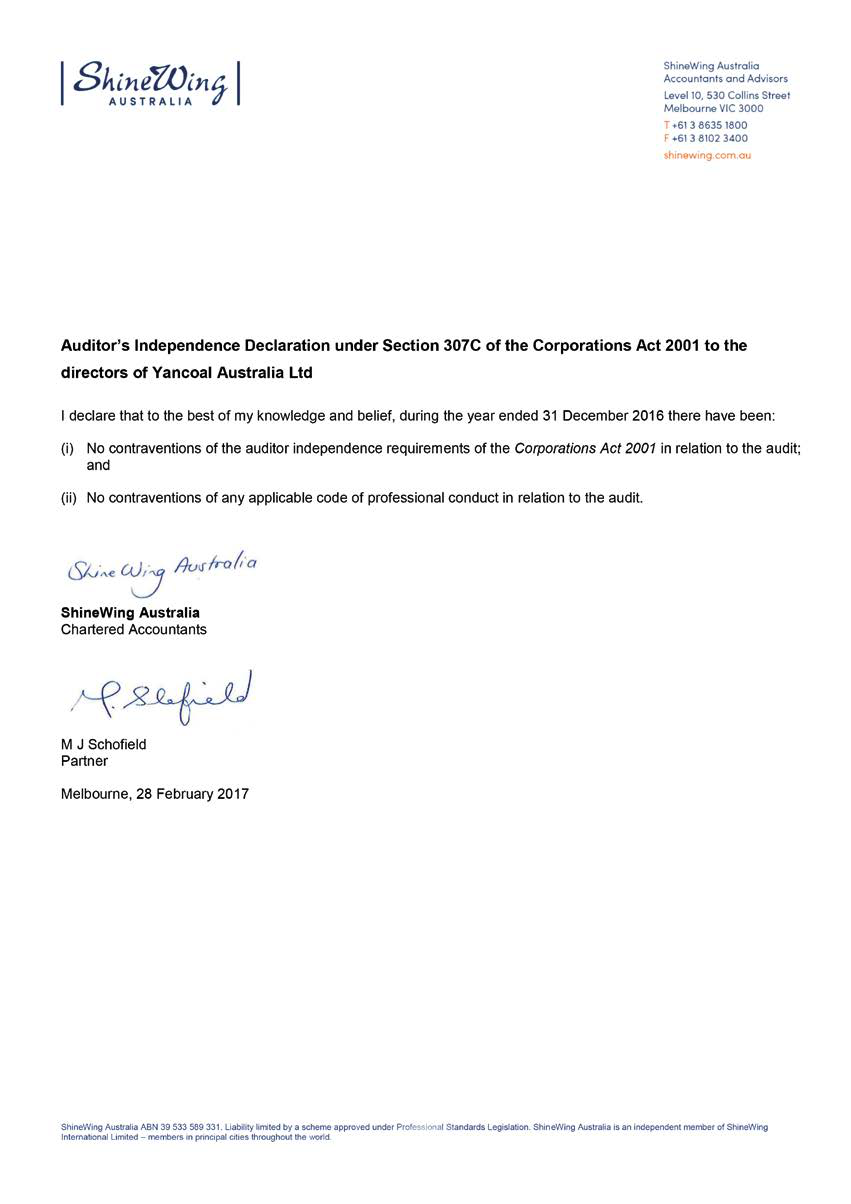 ShineWing
AUSTRALIA
ShineWing Australia
Accountants and Advisors
Level 10, 530 Collins Street
Melbourne VIC 3000
T +61 3 8635 1800
F +61 3 8102 3400
shinewing.com.au
Auditor's Independence Declaration under Section 307C of the Corporations Act 2001 to the
directors of Yancoal Australia Ltd
I declare that to the best of my knowledge and belief, during the year ended 31 December 2016 there have been:
(i) No contraventions of the auditor independence requirements of the Corporations Act 2001 in relation to the audit;
and
(ii) No contraventions of any applicable code of professional conduct in relation to the audit.
ShineWing Australia
ShineWing Australia
Chartered Accountants
M J Schofield
Partner
Melbourne, 28 February 2017
ShineWing Australia ABN 39 533 589 331. Liability limited by a scheme approved under Professional Standards Legislation. ShineWing Australia is an independent member of ShineWing
International Limited – members in principal cities throughout the world.